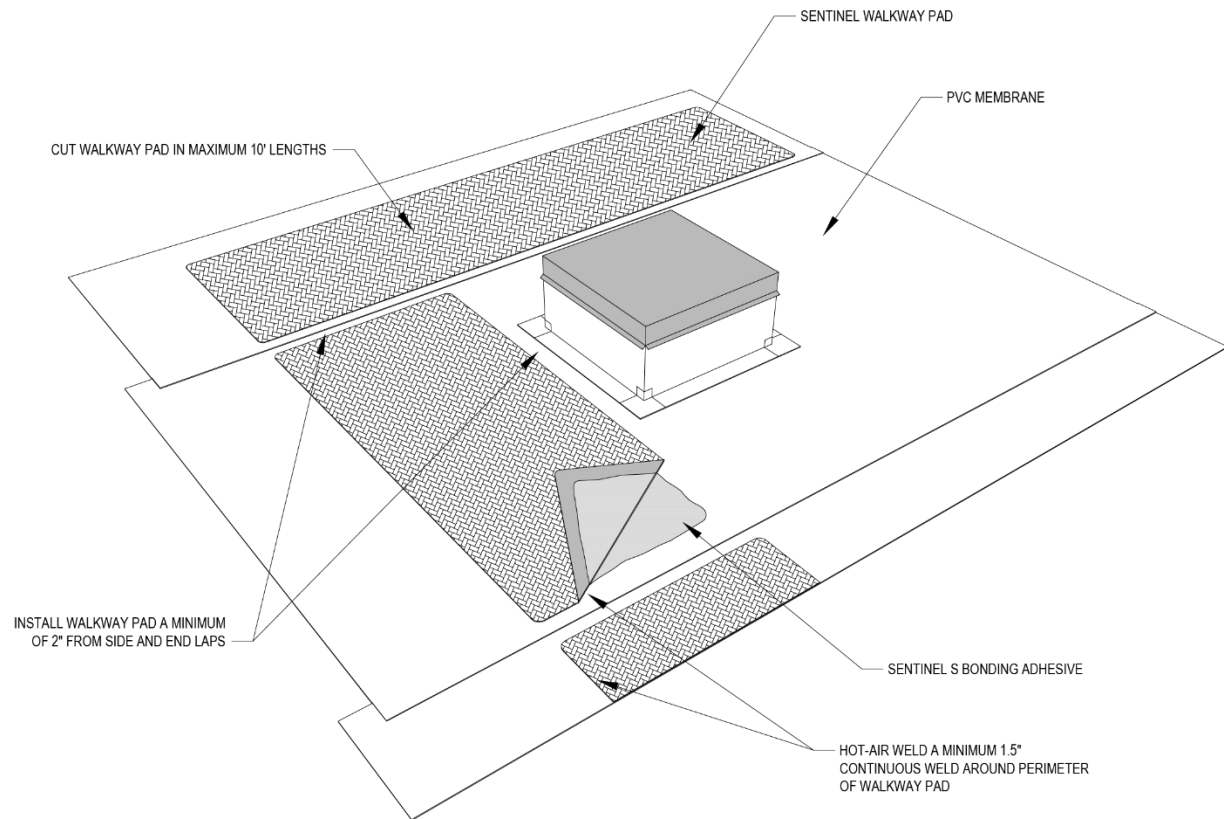 SENTINEL WALKWAY PAD
PVC MEMBRANE
CUT WALKWAY PAD IN MAXIMUM 10' LENGTHS
INSTALL WALKWAY PAD A MINIMUM
OF 2" FROM SIDE AND END LAPS
SENTINEL S BONDING ADHESIVE
HOT-AIR WELD A MINIMUM 1.5"
CONTINUOUS WELD AROUND PERIMETER
OF WALKWAY PAD